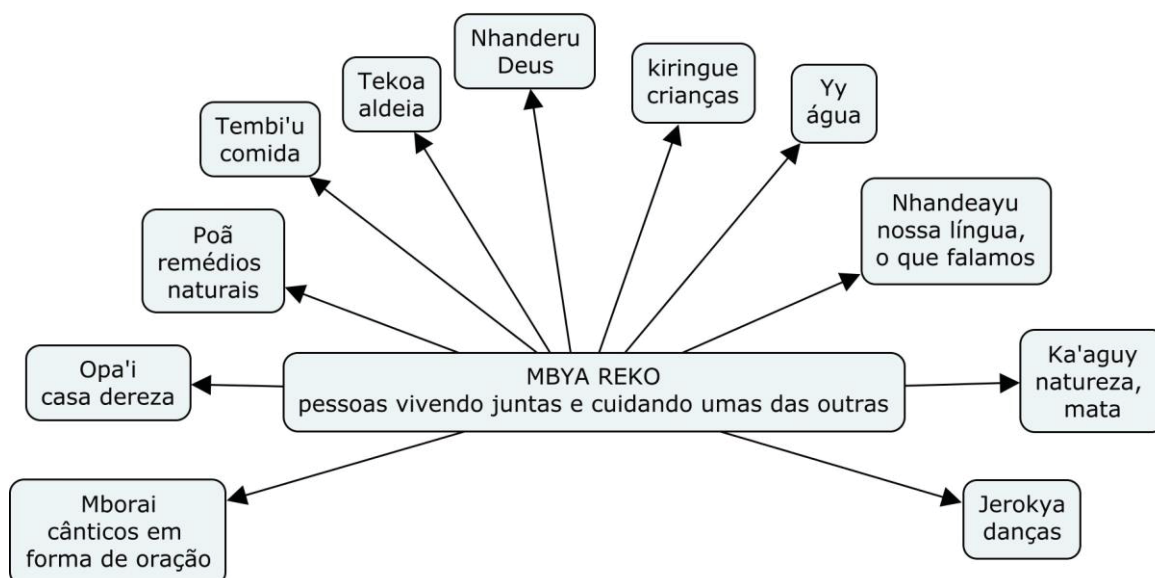 Nhanderu
Deus
kiringue
crianças
Tekoa
aldeia
Yy
água
Tembi'u
comida
Nhandeayu
nossa língua,
o que falamos
Poã
remédios
naturais
Ka'aguy
natureza,
mata
Opa'i
casa dereza
MBYA REKO
pessoas vivendo juntas e cuidando umas das outras
Mborai
cânticos em
forma de oração
Jerokya
danças